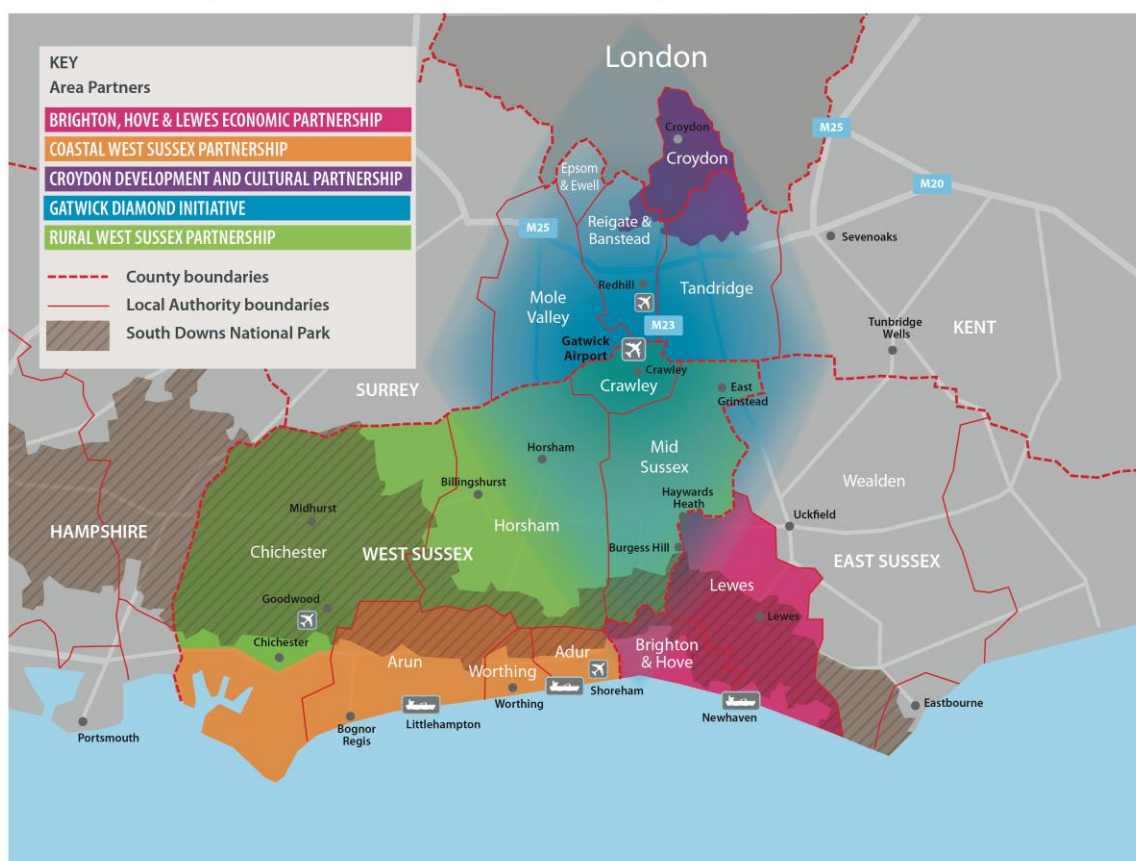 London
KEY
Area Partners
BRIGHTON, HOVE & LEWES ECONOMIC PARTNERSHIP
COASTAL WEST SUSSEX PARTNERSHIP
CROYDON DEVELOPMENT AND CULTURAL PARTNERSHIP
GATWICK DIAMOND INITIATIVE
RURAL WEST SUSSEX PARTNERSHIP
County boundaries
Local Authority boundaries
South Downs National Park
Croydon
Croydon
M25
M20
Epsom
& Ewell
Reigate &
Banstead
M25
Sevenoaks
Redhill
Tandridge
Mole
Valley
M23
Tunbridge
Wells
KENT
Gatwick
Airport
Crawley
Crawley
SURREY
East
Grinstead
Horsham
Mid
Sussex
Billingshurst
Wealden
Midhurst
Haywards
Heath
Uckfield
HAMPSHIRE
Horsham
Chichester
WEST SUSSEX
Burgess Hill
EAST SUSSEX
Lewes
Goodwood
Lewes
Chichester
Arun
Adur
Brighton
& Hove
Worthing
Shoreham
Worthing
Littlehampton
Newhaven
Eastbourne
Bognor
Regis
Portsmouth